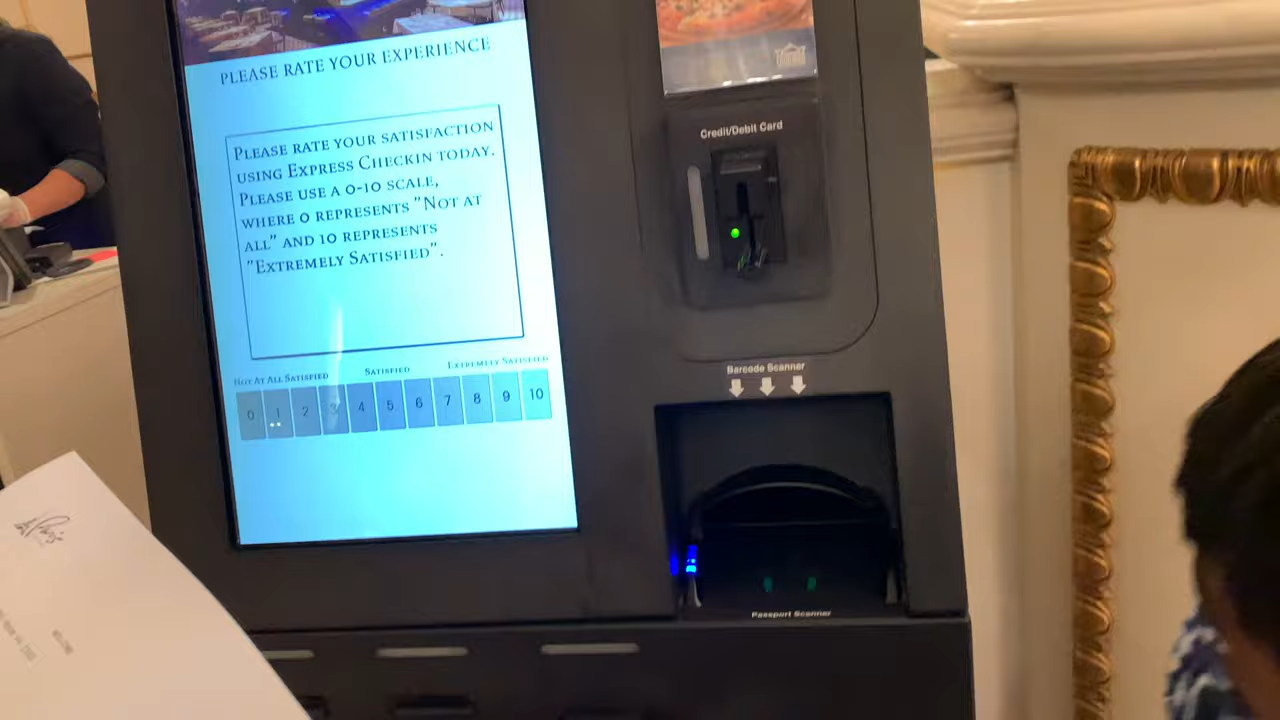 PLEASE RATE YOUR EXPERIENCE
PLEASE RATE YOUR SATISFACTION
USING EXPRESS CHECKIN TODAY.
PLEASE USE A 0-10 SCALE,
WHERE 0 REPRESENTS "NOT AT
ALL" AND 10 REPRESENTS
"EXTREMELY SATISFIED".
NOT AT ALL SATISFIED SATISFIED EXTREMELY SATISFIED
0 1 2 3 4 5 6 7 8 9 10
Credit/Debit Card
Barcode Scanner
Passport Scanner
Paris